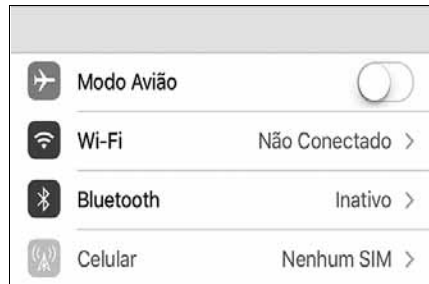 Modo Avião
Wi-Fi Não Conectado
Bluetooth Inativo
Celular Nenhum SIM